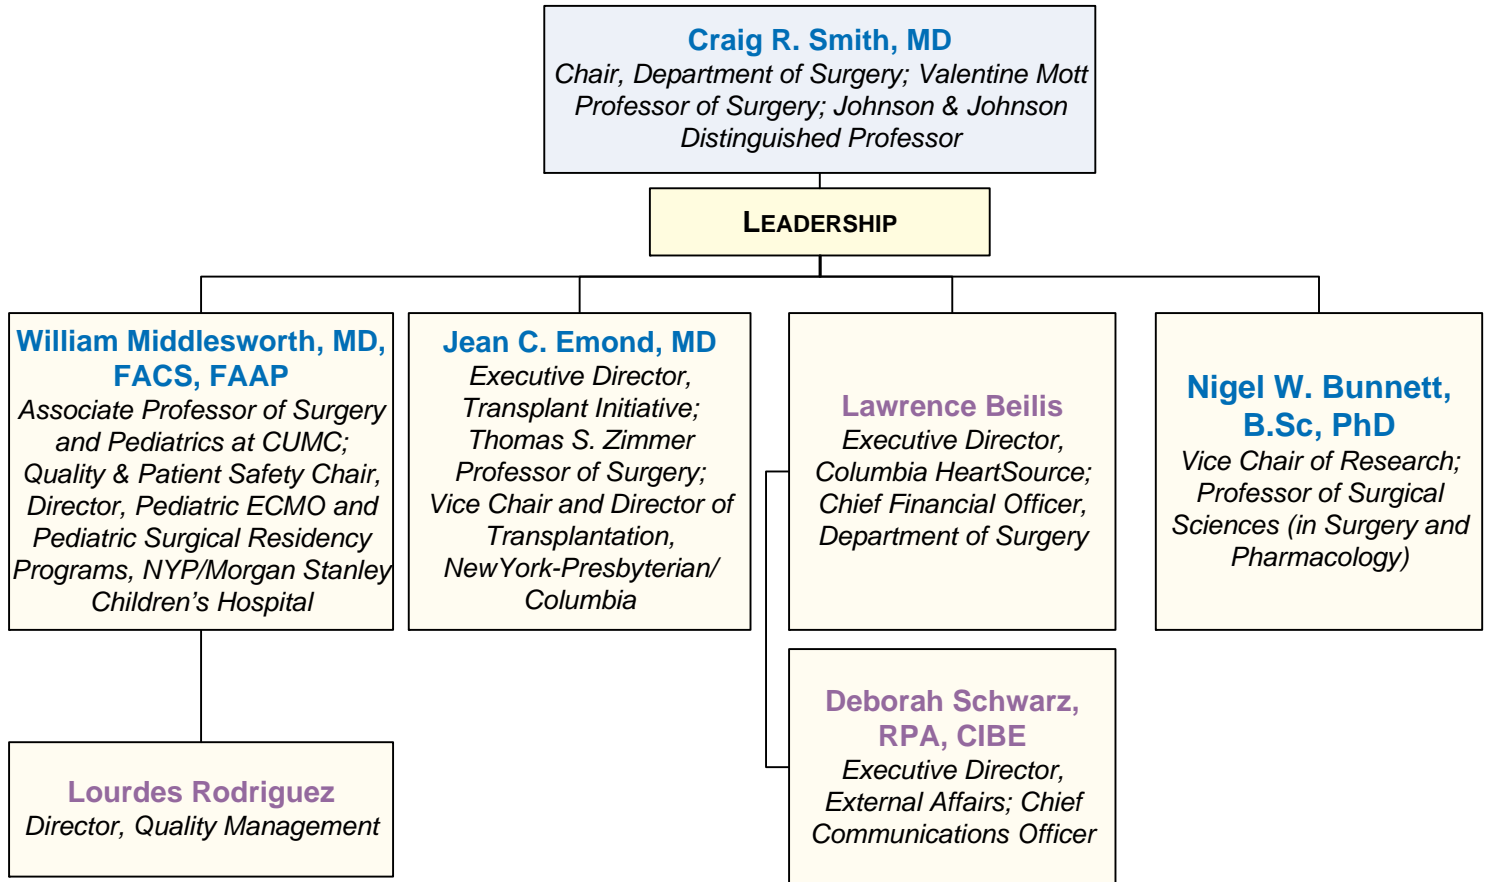 Craig R. Smith, MD
Chair, Department of Surgery; Valentine Mott
Professor of Surgery; Johnson & Johnson
Distinguished Professor
LEADERSHIP
William Middlesworth, MD,
FACS, FAAP
Associate Professor of Surgery
and Pediatrics at CUMC;
Quality & Patient Safety Chair,
Director, Pediatric ECMO and
Pediatric Surgical Residency
Programs, NYP/Morgan Stanley
Children’s Hospital
Jean C. Emond, MD
Executive Director,
Transplant Initiative;
Thomas S. Zimmer
Professor of Surgery;
Vice Chair and Director of
Transplantation,
NewYork-Presbyterian/
Columbia
Lawrence Beilis
Executive Director,
Columbia HeartSource;
Chief Financial Officer,
Department of Surgery
Nigel W. Bunnett,
B.Sc, PhD
Vice Chair of Research;
Professor of Surgical
Sciences (in Surgery and
Pharmacology)
Lourdes Rodriguez
Director, Quality Management
Deborah Schwarz,
RPA, CIBE
Executive Director,
External Affairs; Chief
Communications Officer